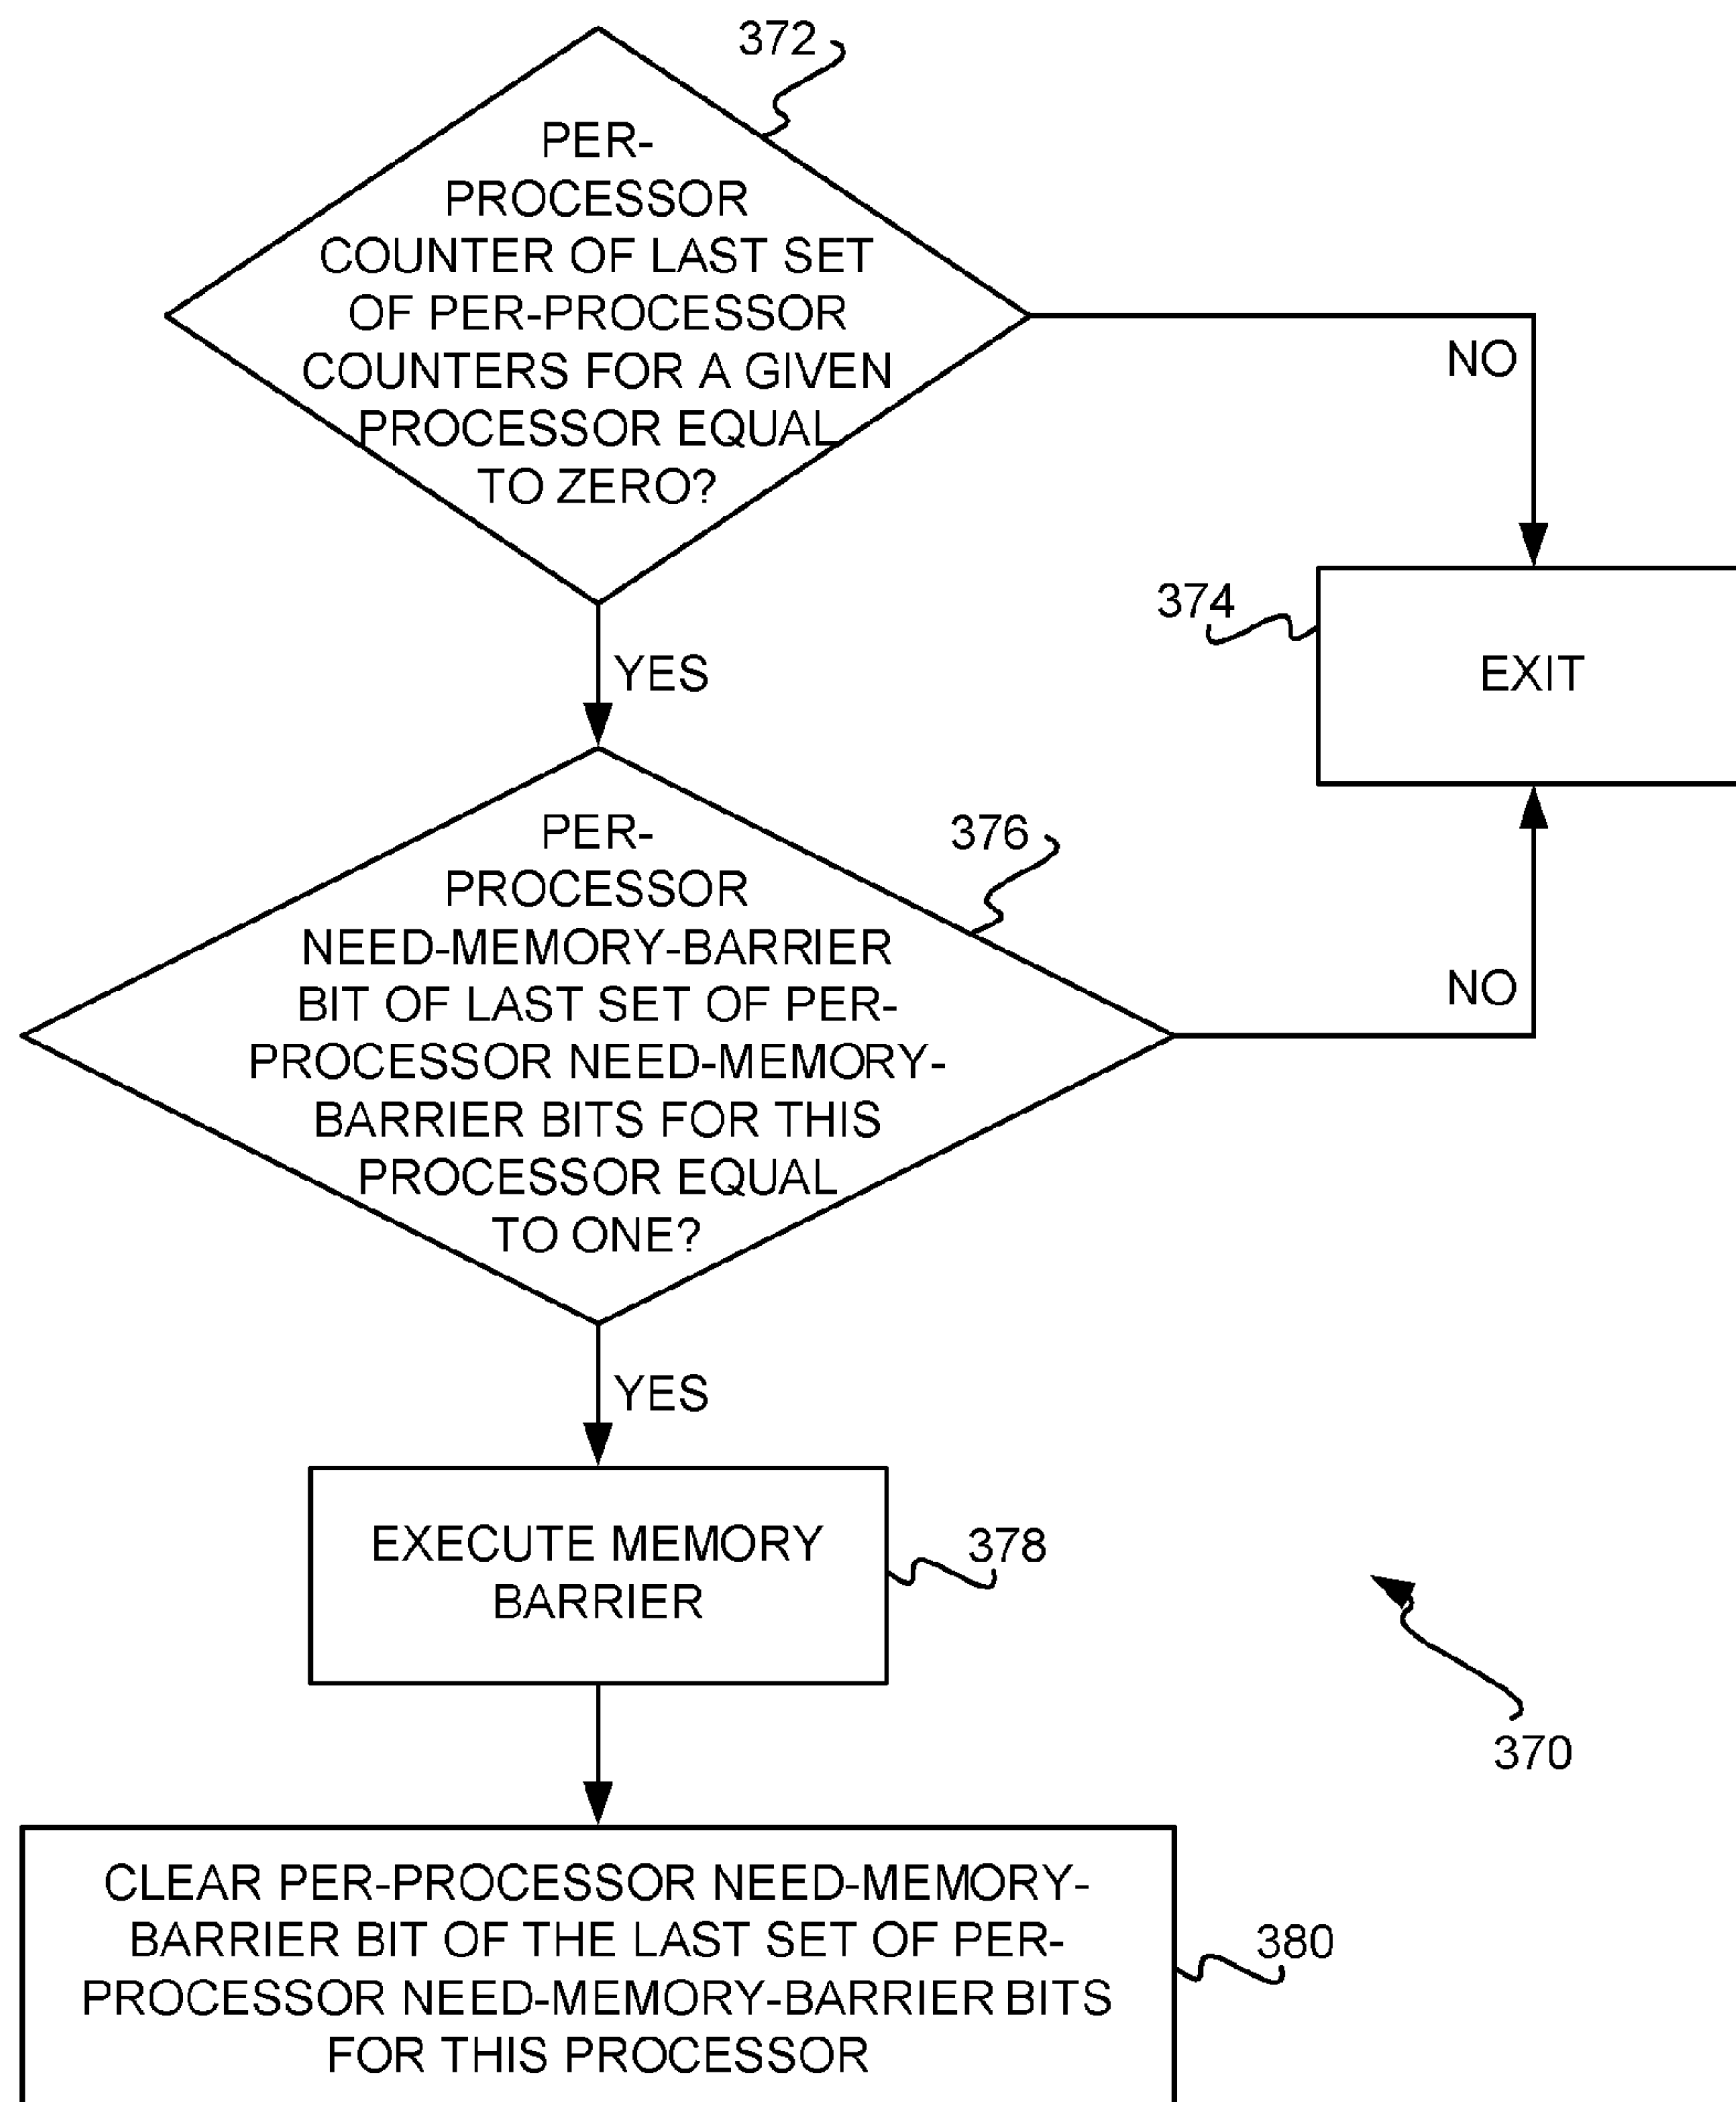 372
PER-
PROCESSOR
COUNTER OF LAST SET
OF PER-PROCESSOR
COUNTERS FOR A GIVEN
PROCESSOR EQUAL
TO ZERO?
NO
374
EXIT
YES
PER-
PROCESSOR
NEED-MEMORY-BARRIER
BIT OF LAST SET OF PER-
PROCESSOR NEED-MEMORY-
BARRIER BITS FOR THIS
PROCESSOR EQUAL
TO ONE?
376
NO
YES
EXECUTE MEMORY
BARRIER
378
370
CLEAR PER-PROCESSOR NEED-MEMORY-
BARRIER BIT OF THE LAST SET OF PER-
PROCESSOR NEED-MEMORY-BARRIER BITS
FOR THIS PROCESSOR
380